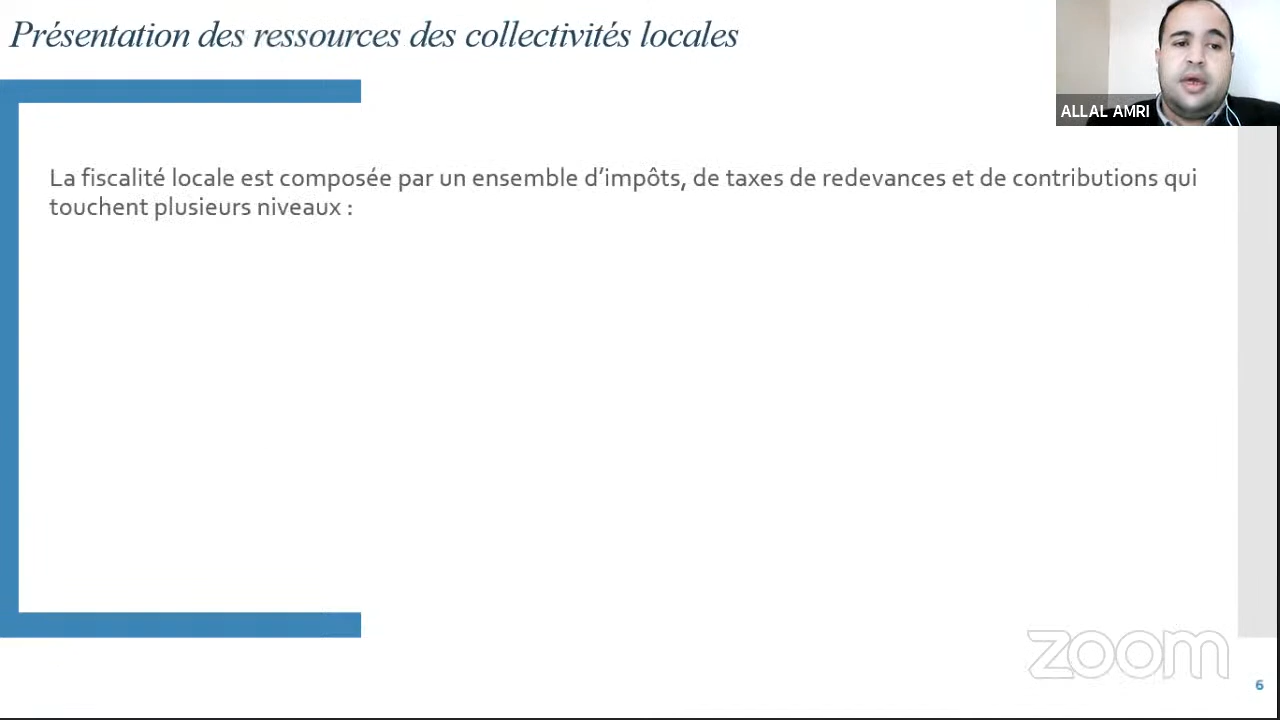 Présentation des ressources des collectivités locales
ALLAL AMRI
La fiscalité locale est composée par un ensemble d’impôts, de taxes de redevances et de contributions qui
touchent plusieurs niveaux :
zoom
6